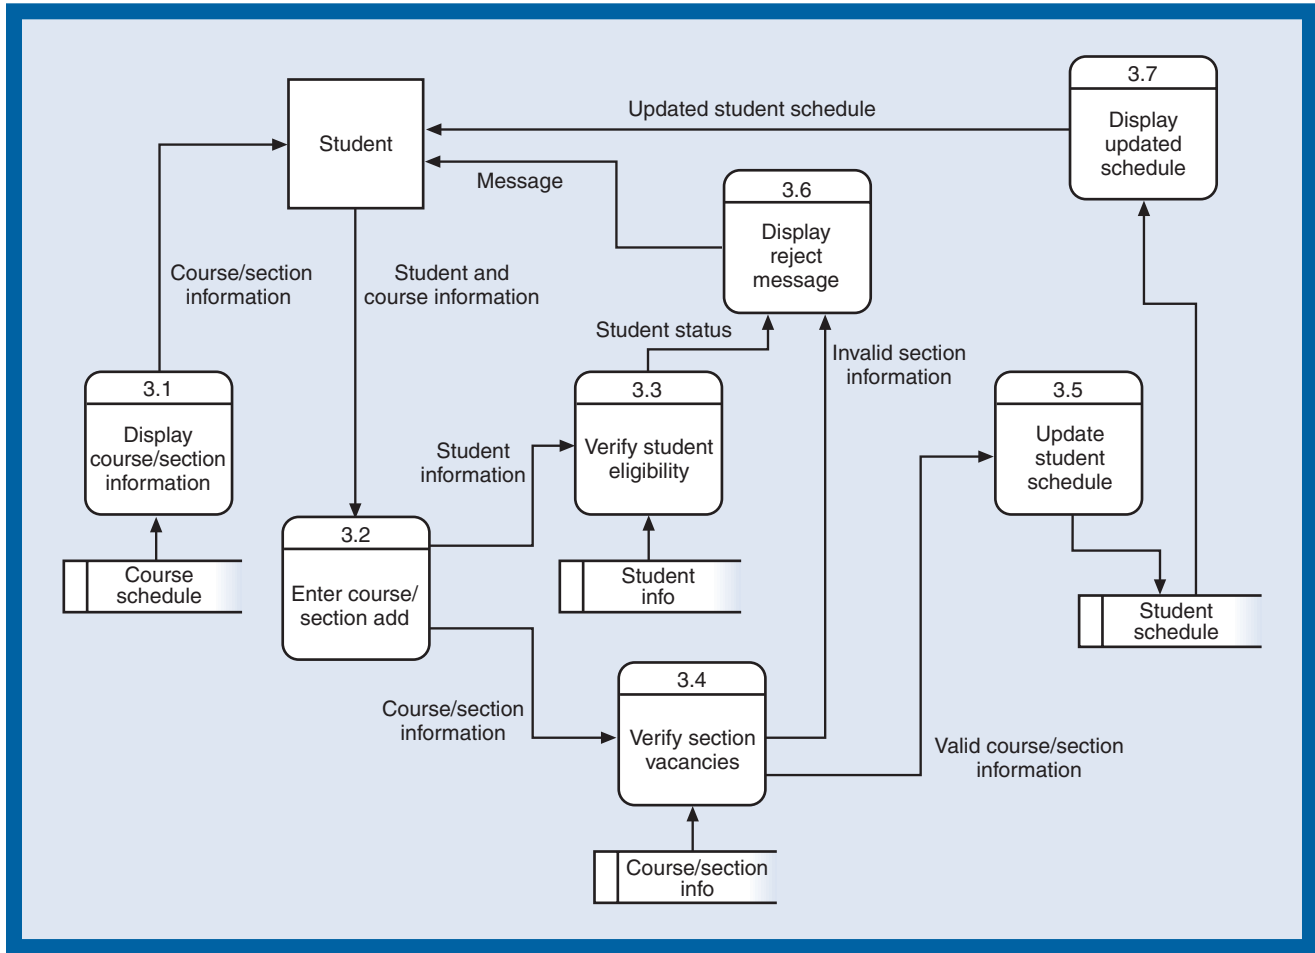 3.7
Display
updated
schedule
Updated student schedule
Student
Message
3.6
Display
reject
message
Course/section
information
Student and
course information
Student status
Invalid section
information
3.1
Display
course/section
information
3.3
Verify student
eligibility
3.5
Update
student
schedule
Student
information
3.2
Enter course/
section add
Course
schedule
Student
info
Student
schedule
3.4
Verify section
vacancies
Course/section
information
Valid course/section
information
Course/section
info